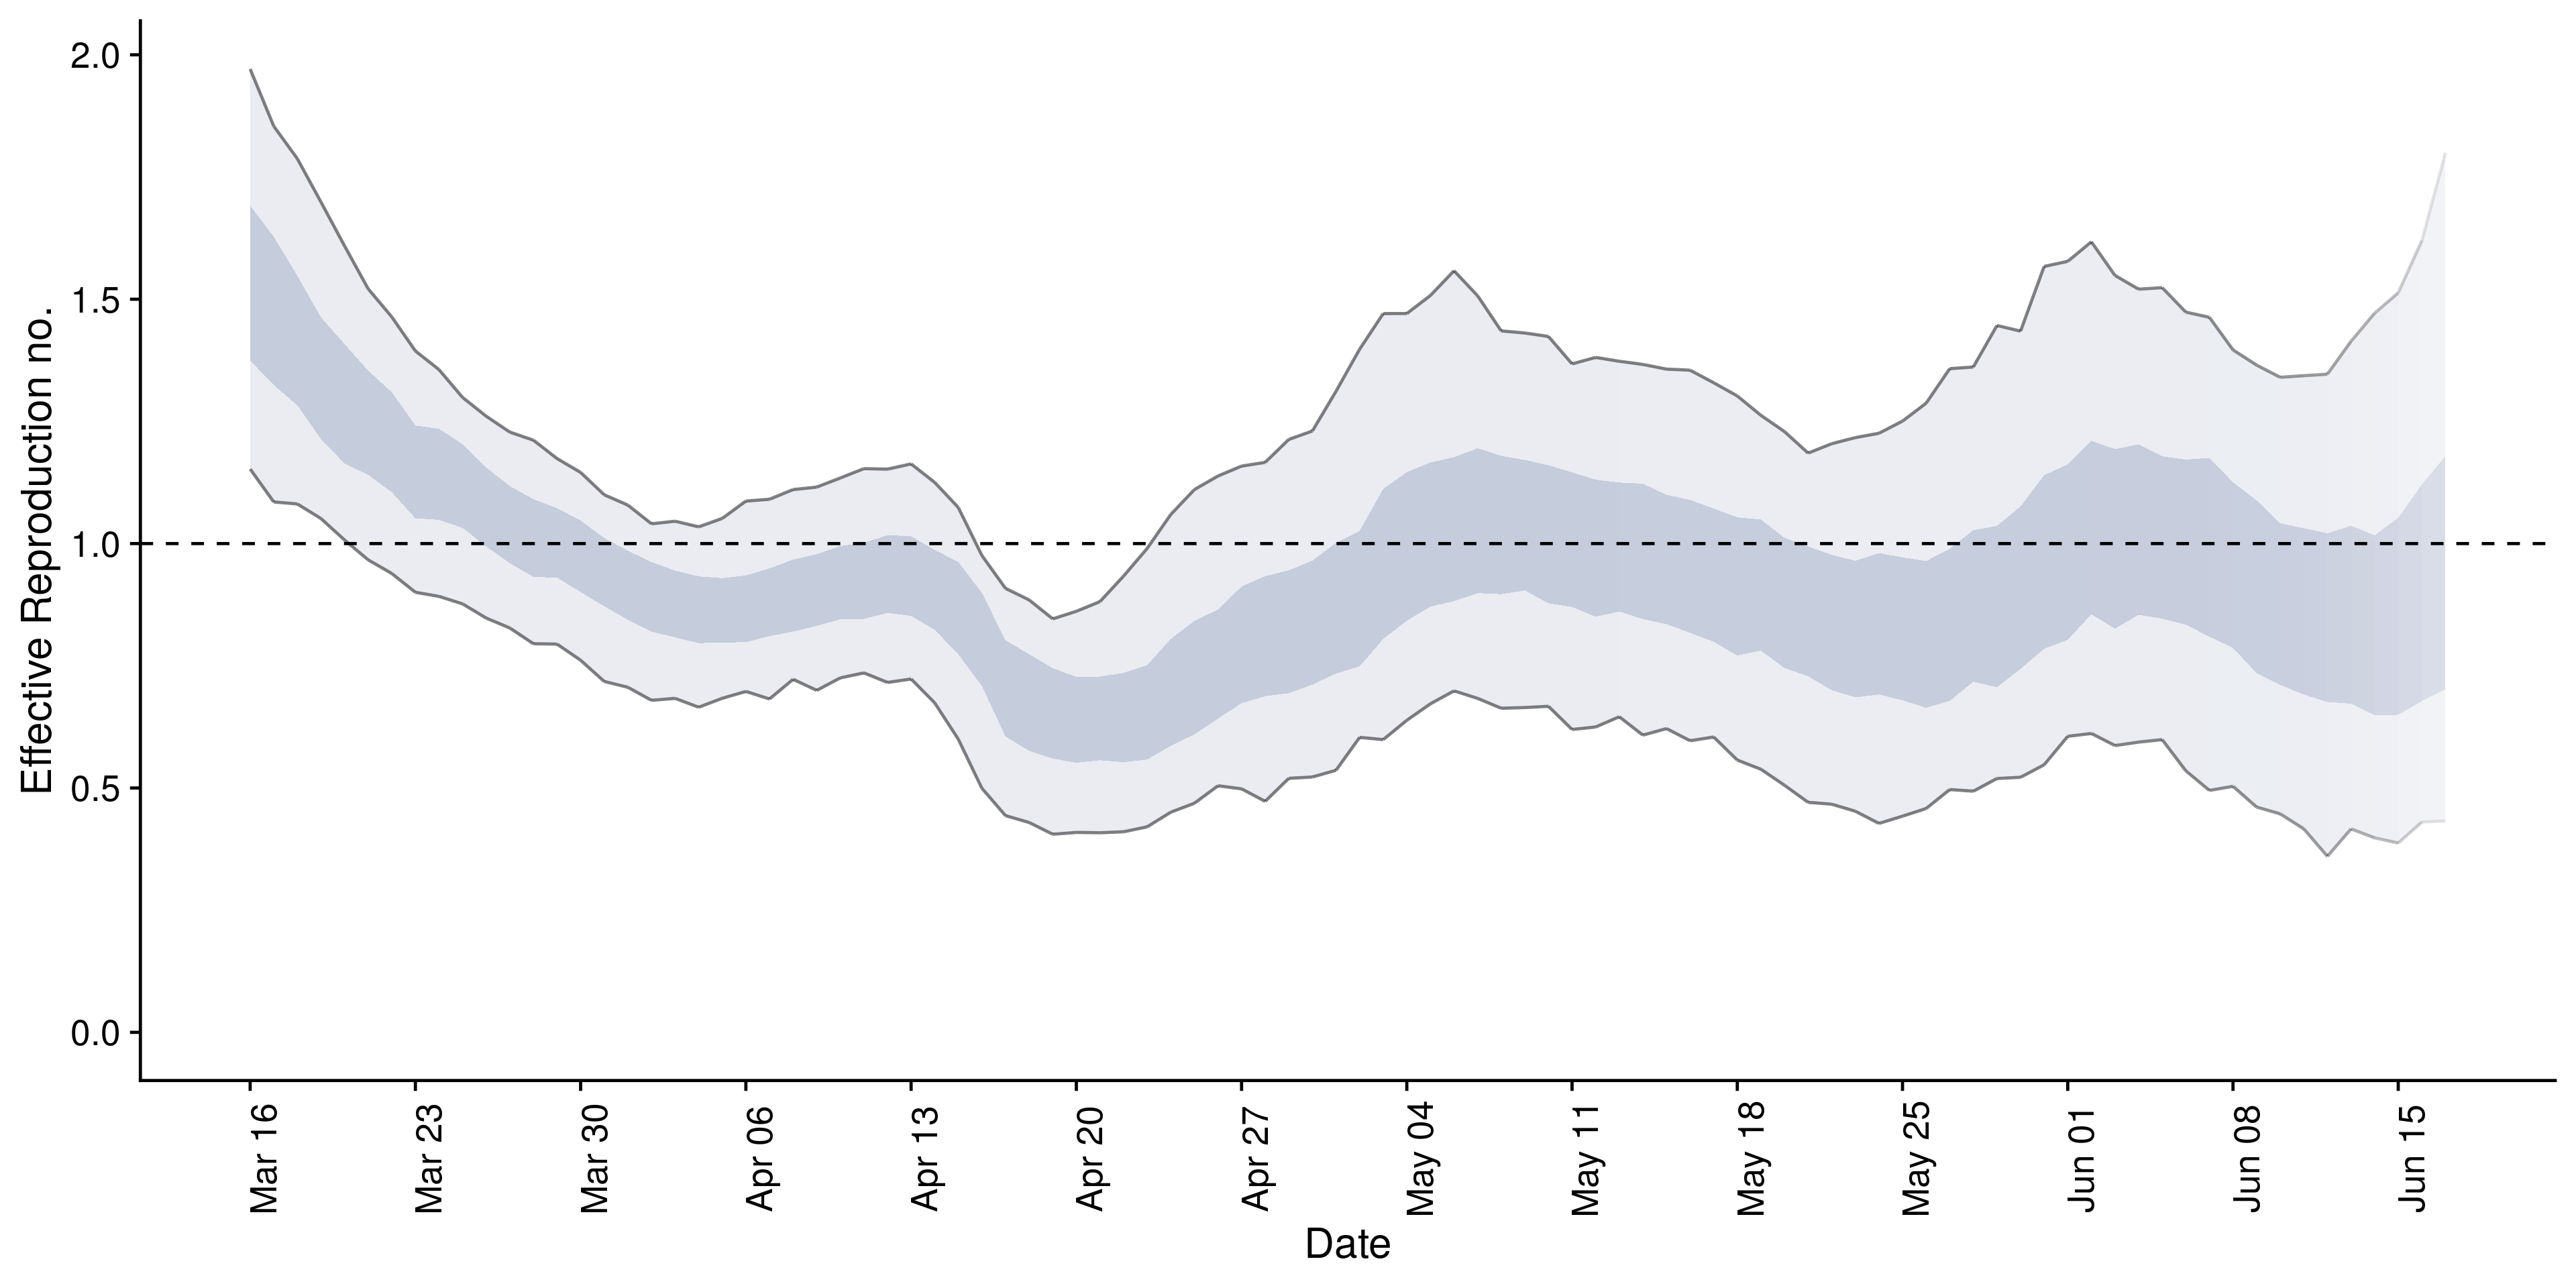 Effective Reproduction no.
2.0
1.5
1.0
0.5
0.0
Mar 16
Mar 23
Mar 30
Apr 06
Apr 13
Apr 20
Apr 27
May 04
May 11
May 18
May 25
Jun 01
Jun 08
Jun 15
Date